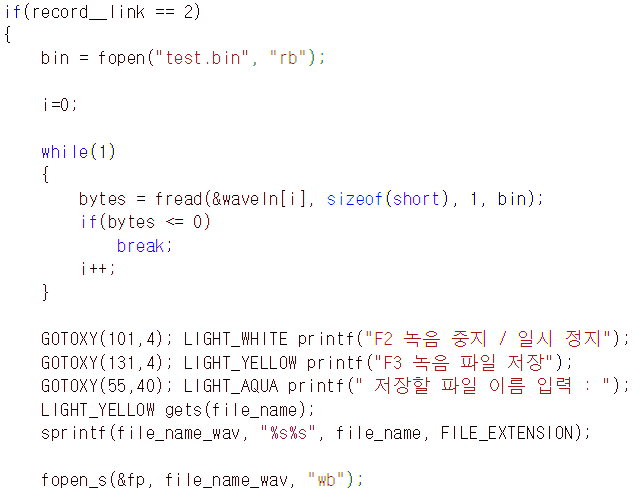 if(record__link == 2)
{
    bin = fopen("test.bin", "rb");

    i=0;

    while(1)
    {
        bytes = fread(&waveIn[i], sizeof(short), 1, bin);
        if(bytes <= 0)
            break;
        i++;
    }

    GOTOXY(101,4); LIGHT_WHITE printf("F2 녹음 중지 / 일시 정지");
    GOTOXY(131,4); LIGHT_YELLOW printf("F3 녹음 파일 저장");
    GOTOXY(55,40); LIGHT_AQUA printf(" 저장할 파일 이름 입력 : ");
    LIGHT_YELLOW gets(file_name);
    sprintf(file_name_wav, "%s%s", file_name, FILE_EXTENSION);

    fopen_s(&fp, file_name_wav, "wb");